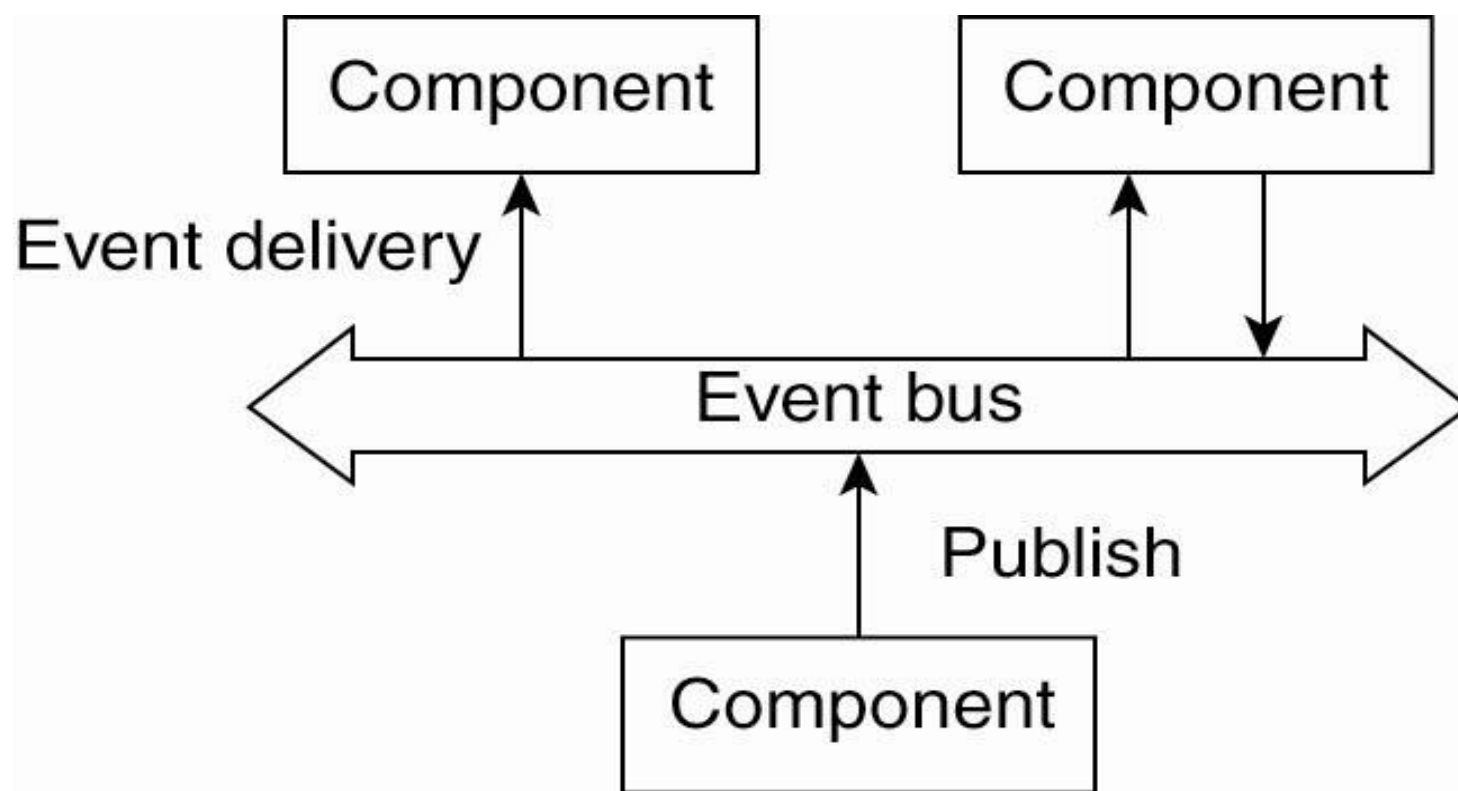 Component
Component
Event delivery
Event bus
Publish
Component